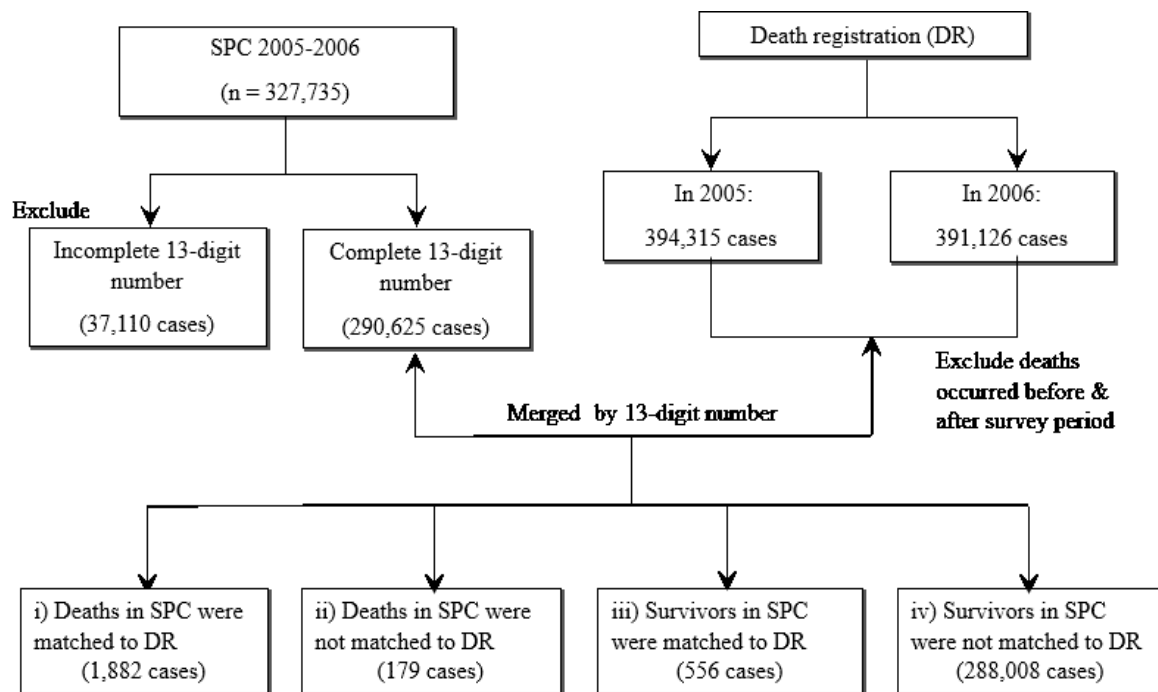 SPC 2005-2006
(n = 327,735)
Death registration (DR)
In 2005:
394,315 cases
In 2006:
391,126 cases
Exclude
Incomplete 13-digit
number
(37,110 cases)
Complete 13-digit
number
(290,625 cases)
Exclude deaths
occurred before &
after survey period
Merged by 13-digit number
i) Deaths in SPC were
matched to DR
(1,882 cases)
ii) Deaths in SPC were
not matched to DR
(179 cases)
iii) Survivors in SPC
were matched to DR
(556 cases)
iv) Survivors in SPC
were not matched to DR
(288,008 cases)